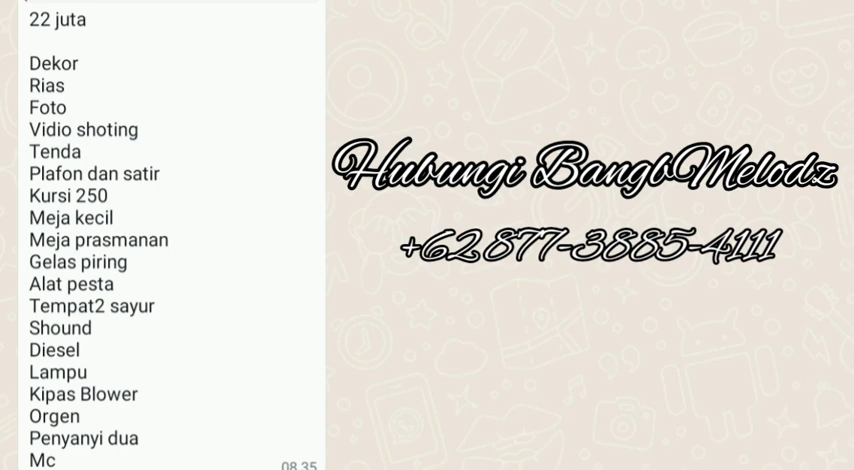 22 juta
Dekor
Rias
Foto
Vidio shoting
Tenda
Plafon dan satir
Kursi 250
Meja kecil
Meja prasmanan
Gelas piring
Alat pesta
Tempat2 sayur
Shound
Diesel
Lampu
Kipas Blower
Orgen
Penyanyi dua
Mc
08.35
Hubungi BangbMelodz
+62 877-3885-4111